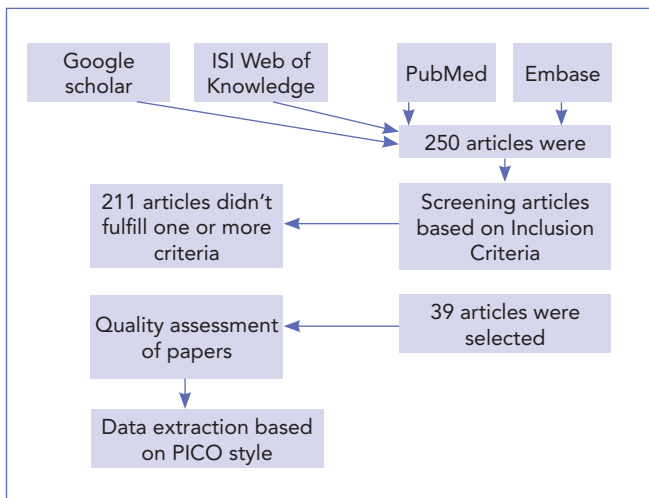 Google
scholar
ISI Web of
Knowledge
PubMed
Embase
250 articles were
211 articles didn't
fulfill one or more
criteria
Screening articles
based on Inclusion
Criteria
Quality assessment
of papers
39 articles were
selected
Data extraction based
on PICO style